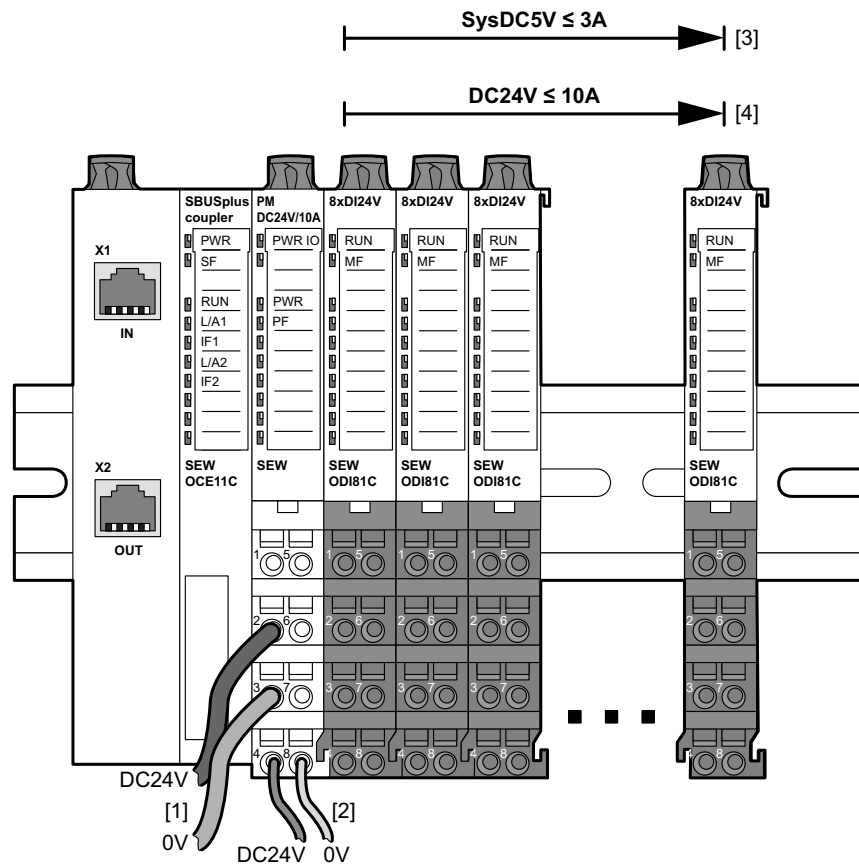 SysDC5V ≤ 3A
[3]
DC24V ≤ 10A
[4]
X1
IN
X2
OUT
SBUSplus
coupler
PWR
SF
RUN
L/A1
IF1
L/A2
IF2
SEW
OCE11C
PM
DC24V/10A
PWR IO
PWR
PF
SEW
1 5
2 6
3 7
4 8
8xDI24V
RUN
MF
SEW
ODI81C
1 5
2 6
3 7
4 8
8xDI24V
RUN
MF
SEW
ODI81C
1 5
2 6
3 7
4 8
8xDI24V
RUN
MF
SEW
ODI81C
1 5
2 6
3 7
4 8
8xDI24V
RUN
MF
SEW
ODI81C
1 5
2 6
3 7
4 8
DC24V
[1]
0V
[2]
DC24V
0V